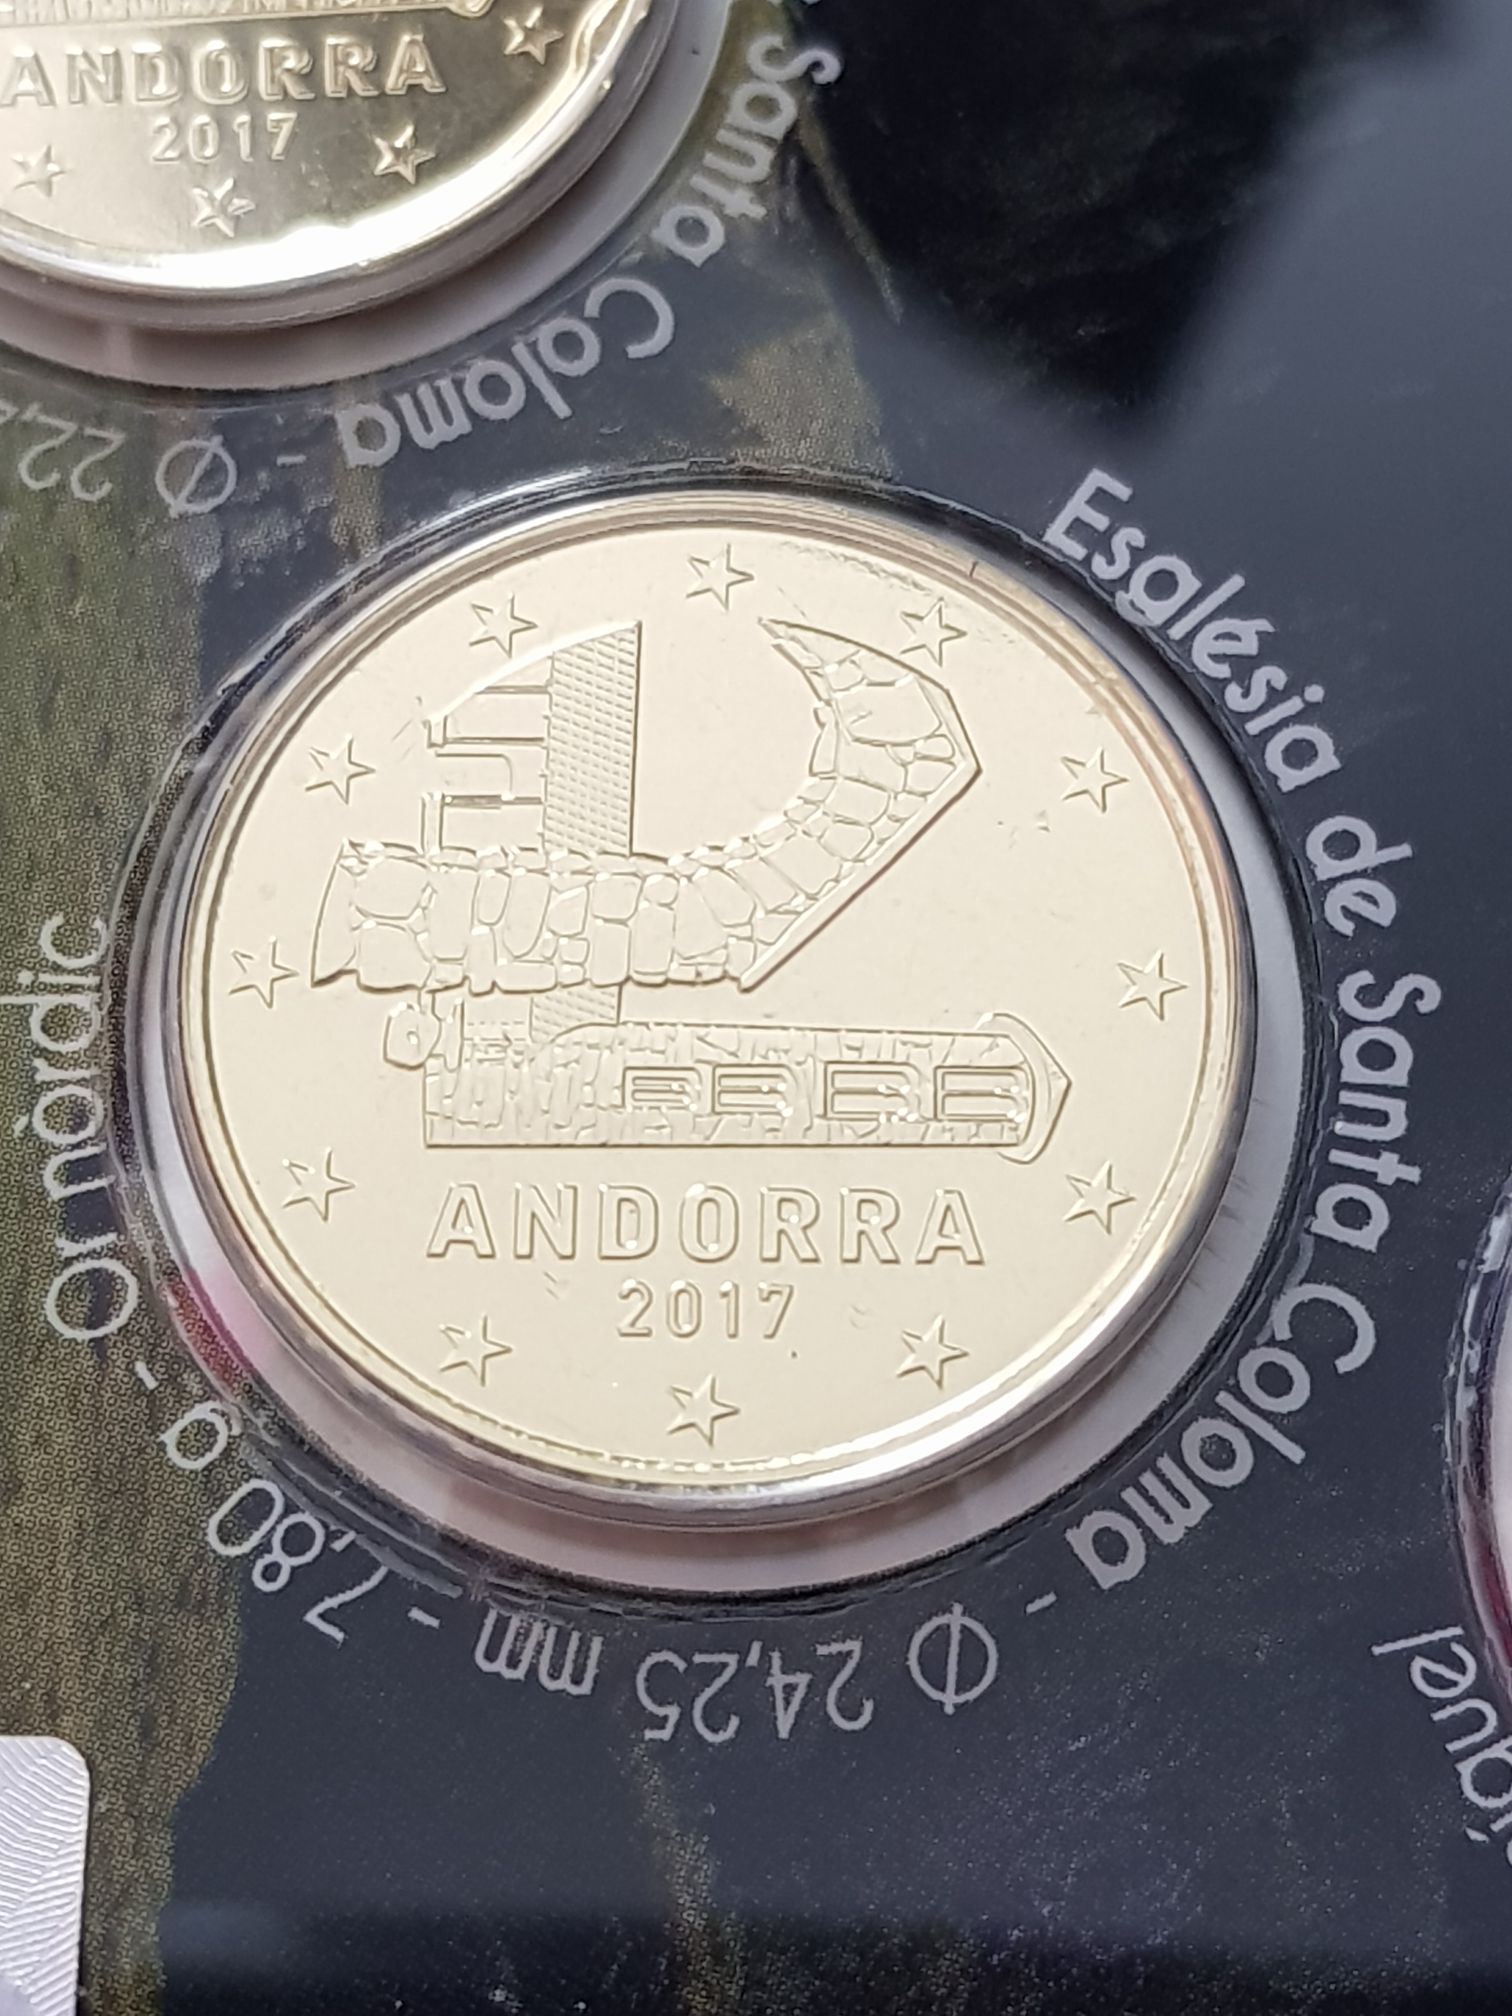 ANDORRA
2017
Santa Coloma - Ø 22,
Església de Santa Coloma - Ø 24,25 mm - 7,80 g - Or nòrdic
ANDORRA
2017